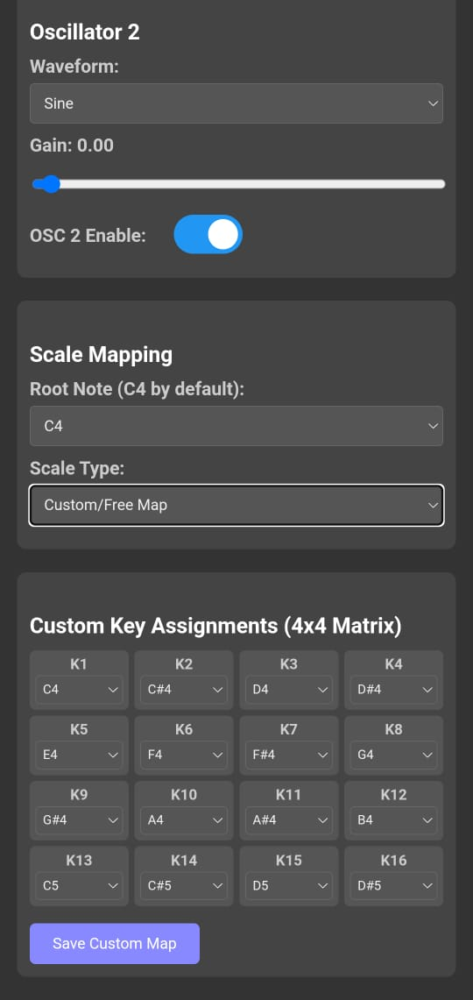 Oscillator 2
Waveform:
Sine
Gain: 0.00
OSC 2 Enable:
Scale Mapping
Root Note (C4 by default):
C4
Scale Type:
Custom/Free Map
Custom Key Assignments (4x4 Matrix)
K1 K2 K3 K4
C4 C#4 D4 D#4
K5 K6 K7 K8
E4 F4 F#4 G4
K9 K10 K11 K12
G#4 A4 A#4 B4
K13 K14 K15 K16
C5 C#5 D5 D#5
Save Custom Map